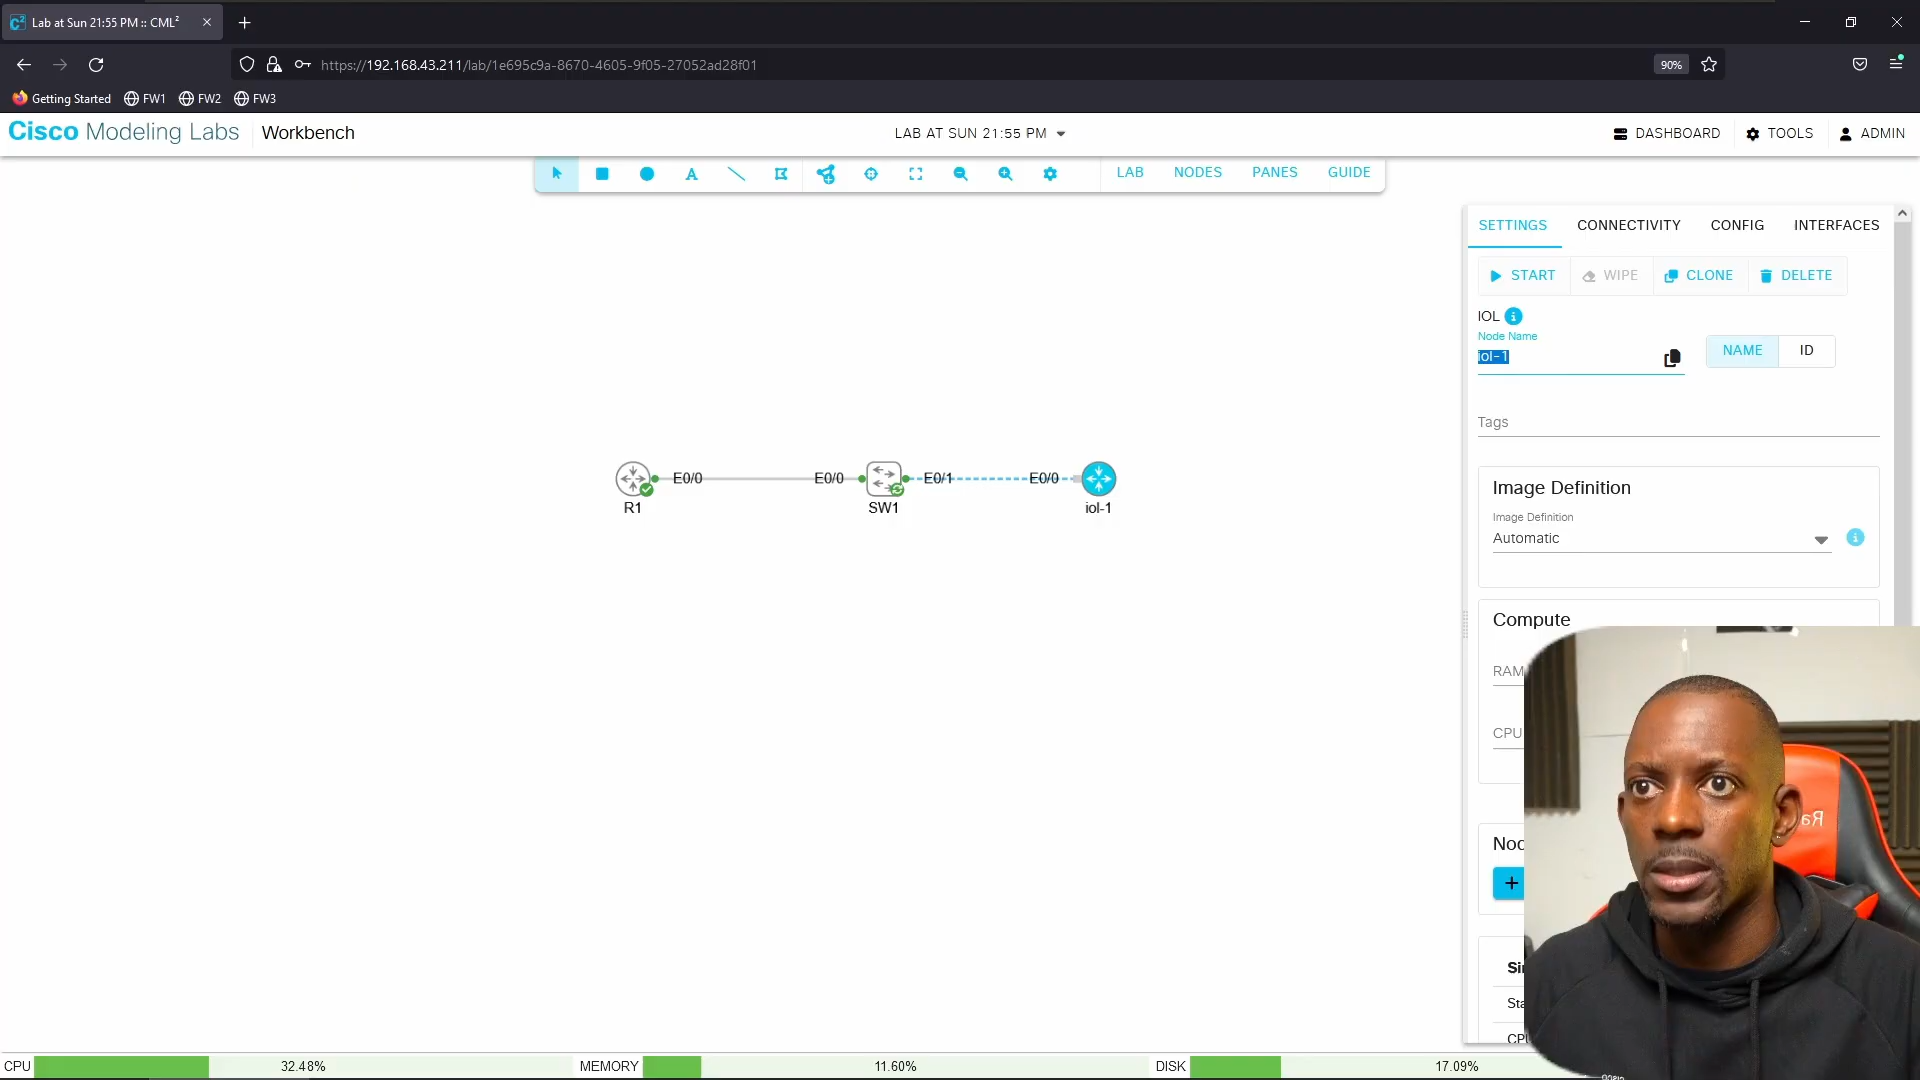 Lab at Sun 21:55 PM :: CML²
https://192.168.43.211/lab/1e695c9a-8670-4605-9f05-27052ad28f01
90%
Getting Started
FW1
FW2
FW3
Cisco Modeling Labs
Workbench
LAB AT SUN 21:55 PM
DASHBOARD
TOOLS
ADMIN
A
LAB
NODES
PANES
GUIDE
SETTINGS
CONNECTIVITY
CONFIG
INTERFACES
START
WIPE
CLONE
DELETE
IOL
Node Name
iol-1
NAME
ID
Tags
Image Definition
Image Definition
Automatic
Compute
RAM
CPU
E0/0
E0/0
E0/1
E0/0
R1
SW1
iol-1
CPU
32.48%
MEMORY
11.60%
DISK
17.09%